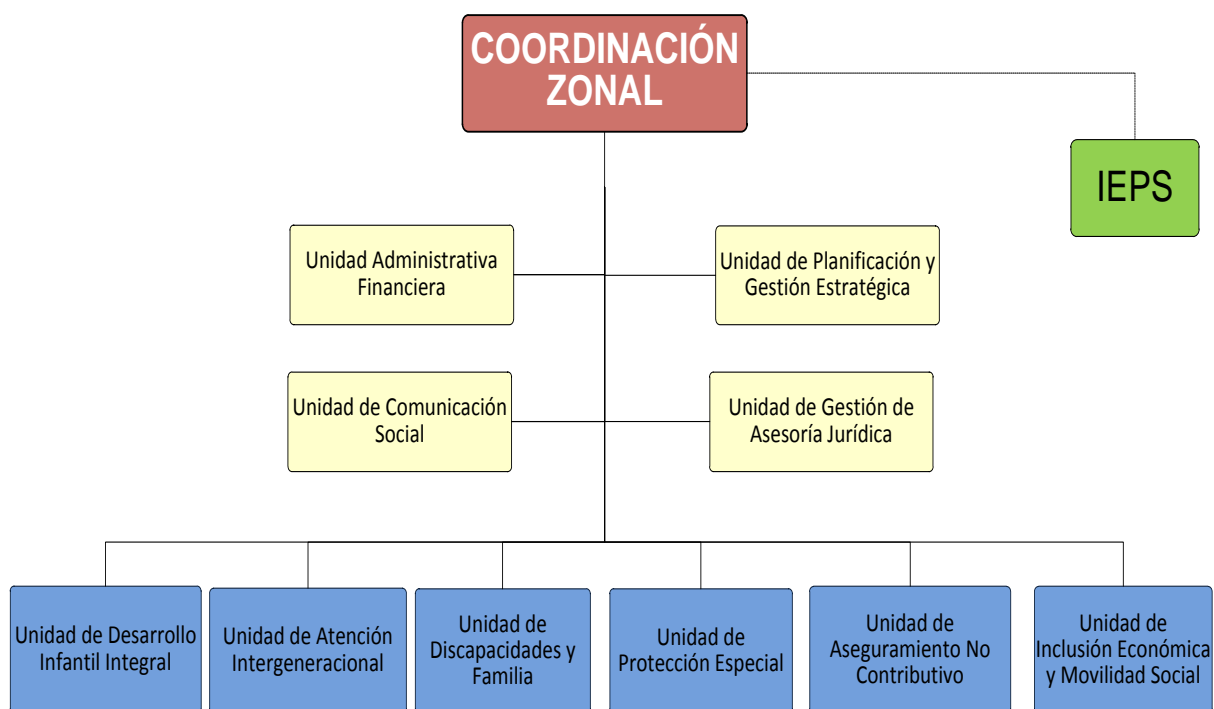 COORDINACIÓN
ZONAL
IEPS
Unidad Administrativa
Financiera
Unidad de Planificación y
Gestión Estratégica
Unidad de Comunicación
Social
Unidad de Gestión de
Asesoría Jurídica
Unidad de Desarrollo
Infantil Integral
Unidad de Atención
Intergeneracional
Unidad de
Discapacidades y
Familia
Unidad de
Protección Especial
Unidad de
Aseguramiento No
Contributivo
Unidad de
Inclusión Económica
y Movilidad Social